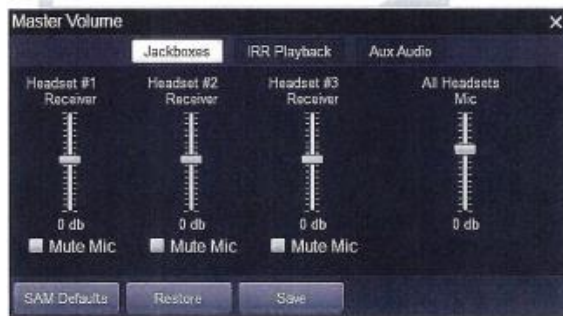 Master Volume
Jackboxes IRR Playback Aux Audio
Headset #1 Headset #2 Headset #3 All Headsets
Receiver Receiver Receiver Mic
0 db 0 db 0 db 0 db
Mute Mic Mute Mic Mute Mic
SAM Defaults Restore Save